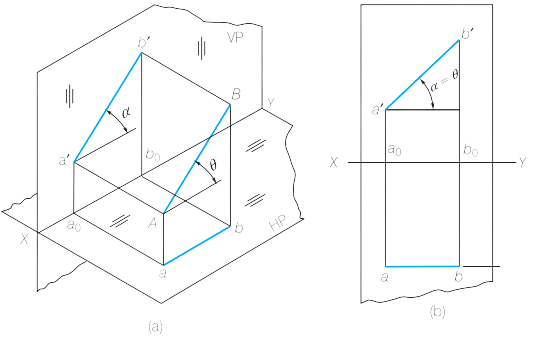 b'
VP
α
B
Y
a'
b₀
θ
a₀
A
b
X
HP
a
(a)
b'
α = θ
a'
a₀
b₀
X
Y
a
b
(b)